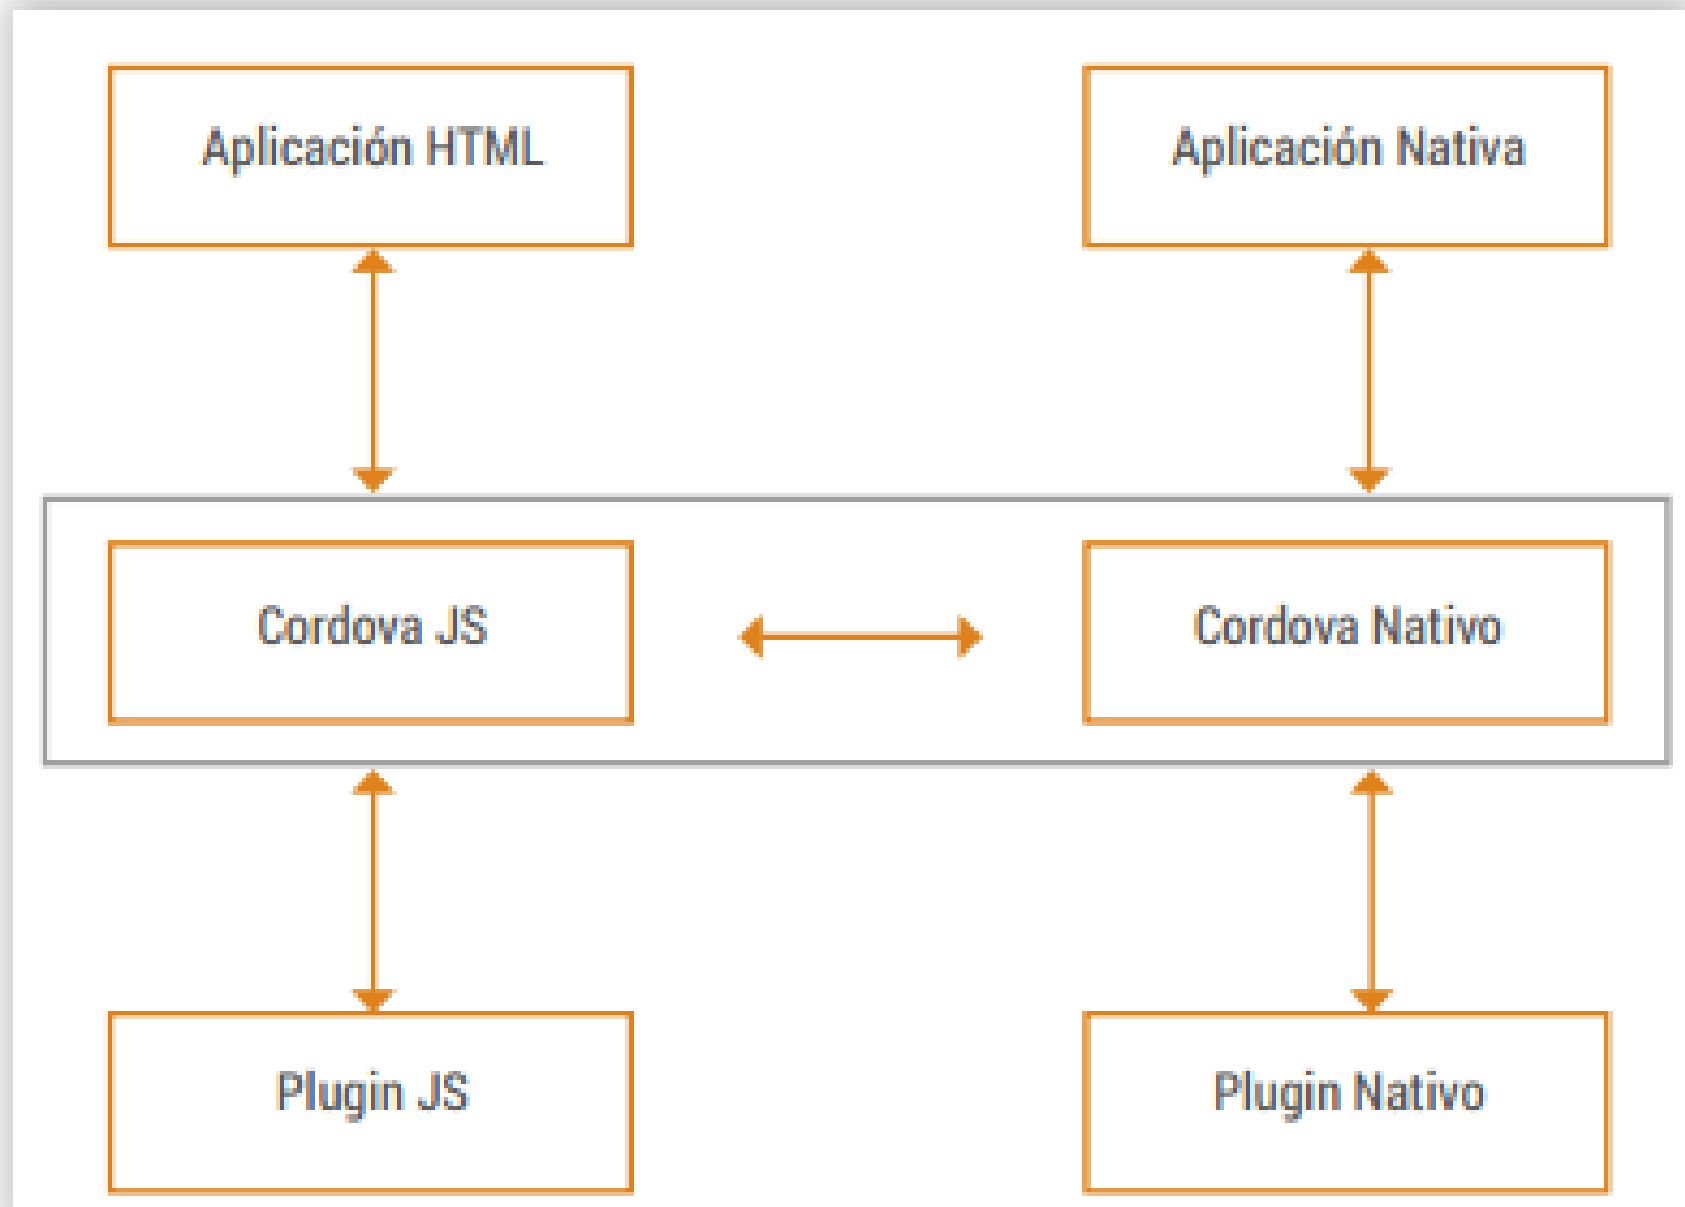 Aplicación HTML
Aplicación Nativa
Cordova JS
Cordova Nativo
Plugin JS
Plugin Nativo